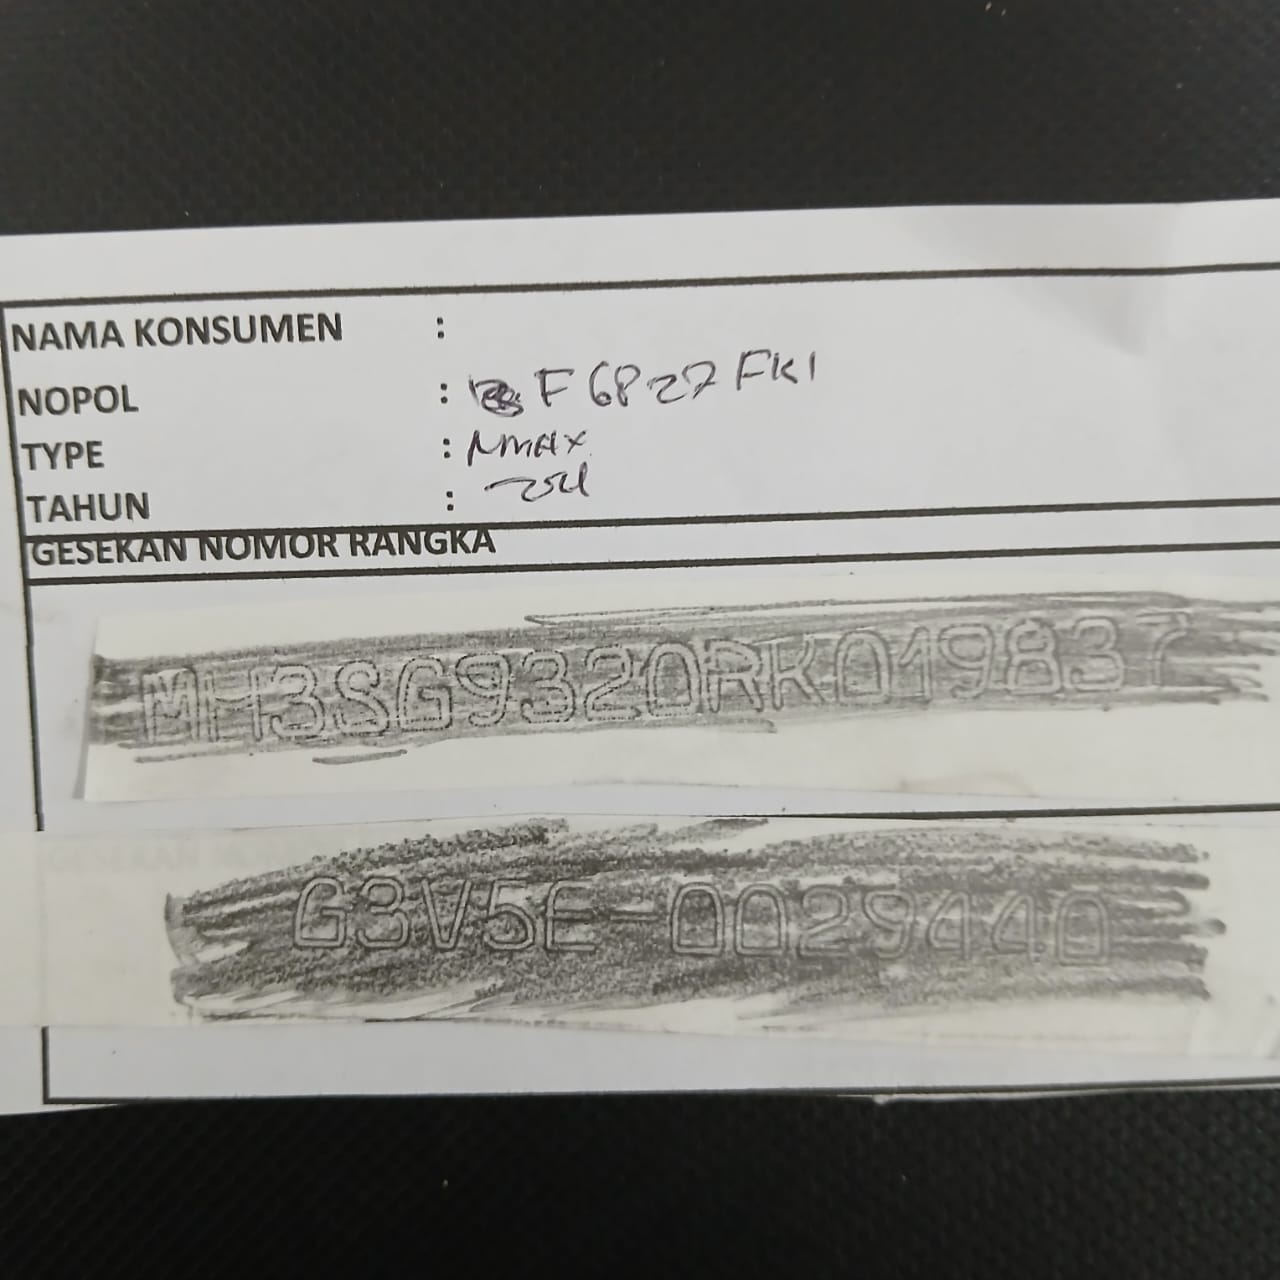 NAMA KONSUMEN :
NOPOL : F 6827 FKI
TYPE : NMAX
TAHUN :
GESEKAN NOMOR RANGKA
MH3SG9320RK019837
G3V5E-0029440